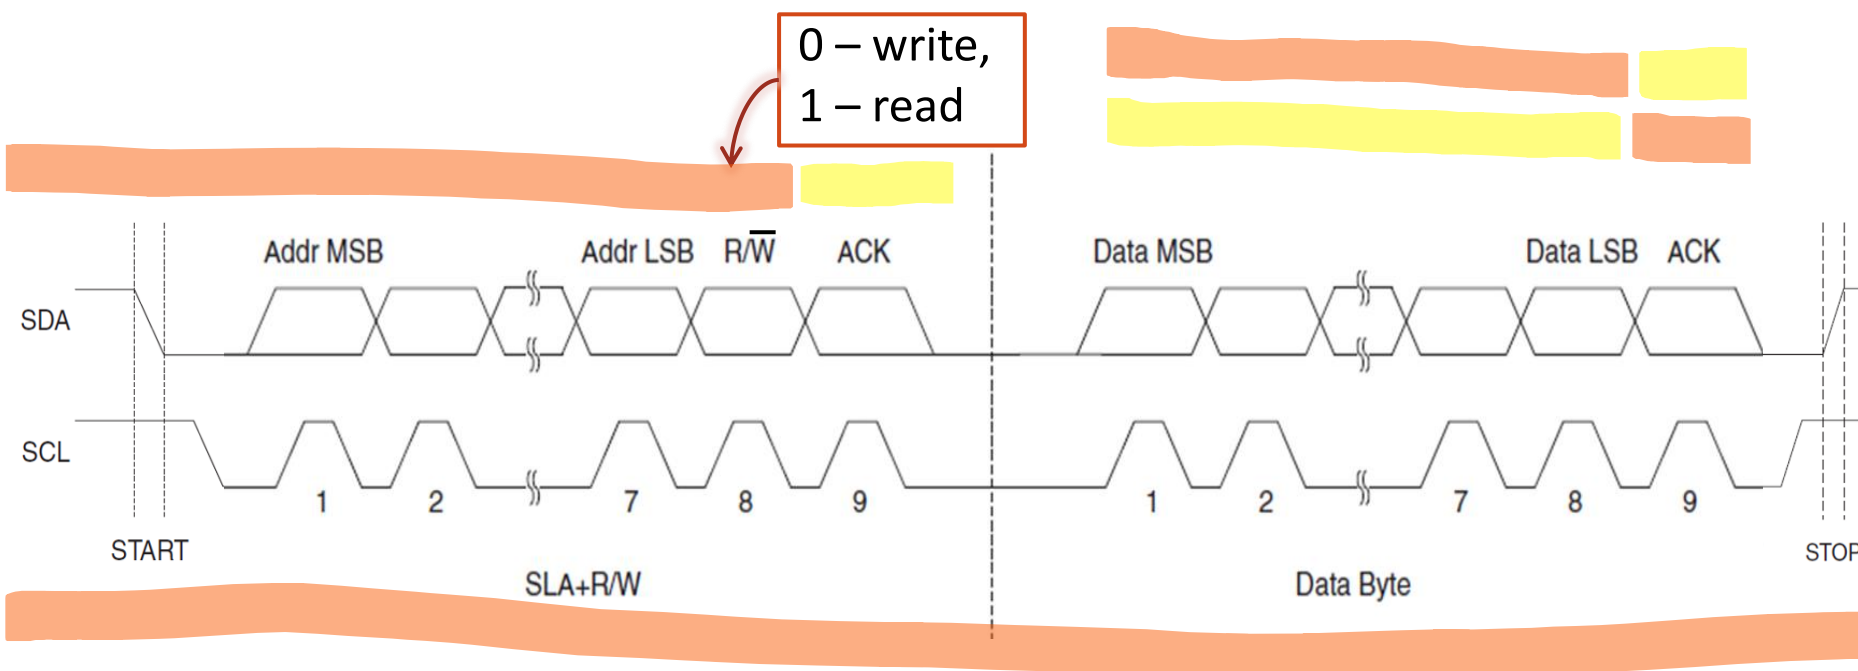 0 – write,
1 – read
Addr MSB Addr LSB R/W̅ ACK Data MSB Data LSB ACK
SDA
SCL
1 2 7 8 9 1 2 7 8 9
START STOP
SLA+R/W Data Byte